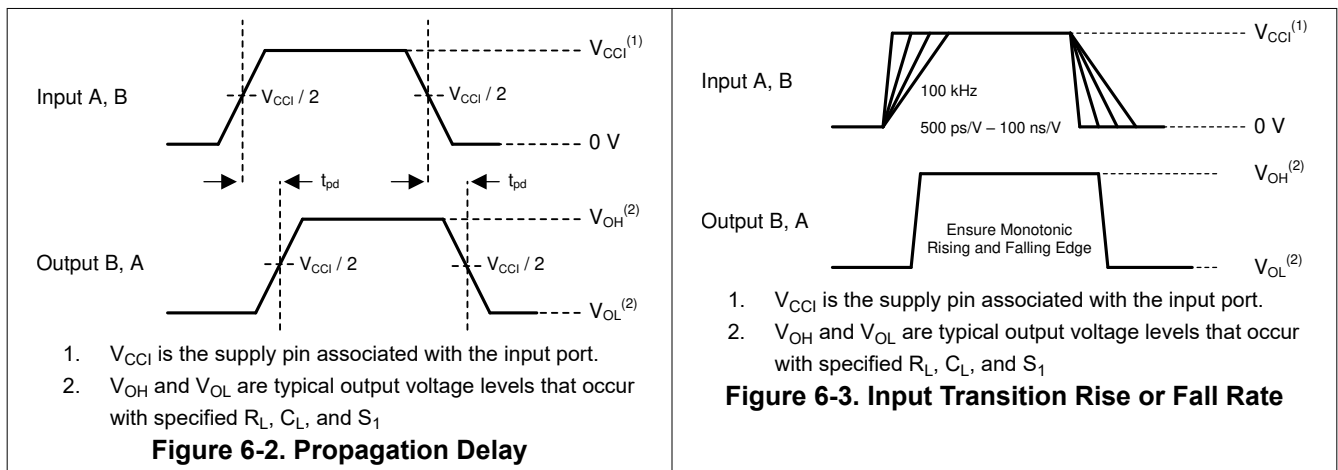 V_CCI^(1)
Input A, B
V_CCI / 2
V_CCI / 2
0 V
t_pd
t_pd
V_OH^(2)
Output B, A
V_CCI / 2
V_CCI / 2
V_OL^(2)
1. V_CCI is the supply pin associated with the input port.
2. V_OH and V_OL are typical output voltage levels that occur
with specified R_L, C_L, and S_1
Figure 6-2. Propagation Delay
V_CCI^(1)
Input A, B
100 kHz
500 ps/V – 100 ns/V
0 V
V_OH^(2)
Output B, A
Ensure Monotonic
Rising and Falling Edge
V_OL^(2)
1. V_CCI is the supply pin associated with the input port.
2. V_OH and V_OL are typical output voltage levels that occur
with specified R_L, C_L, and S_1
Figure 6-3. Input Transition Rise or Fall Rate